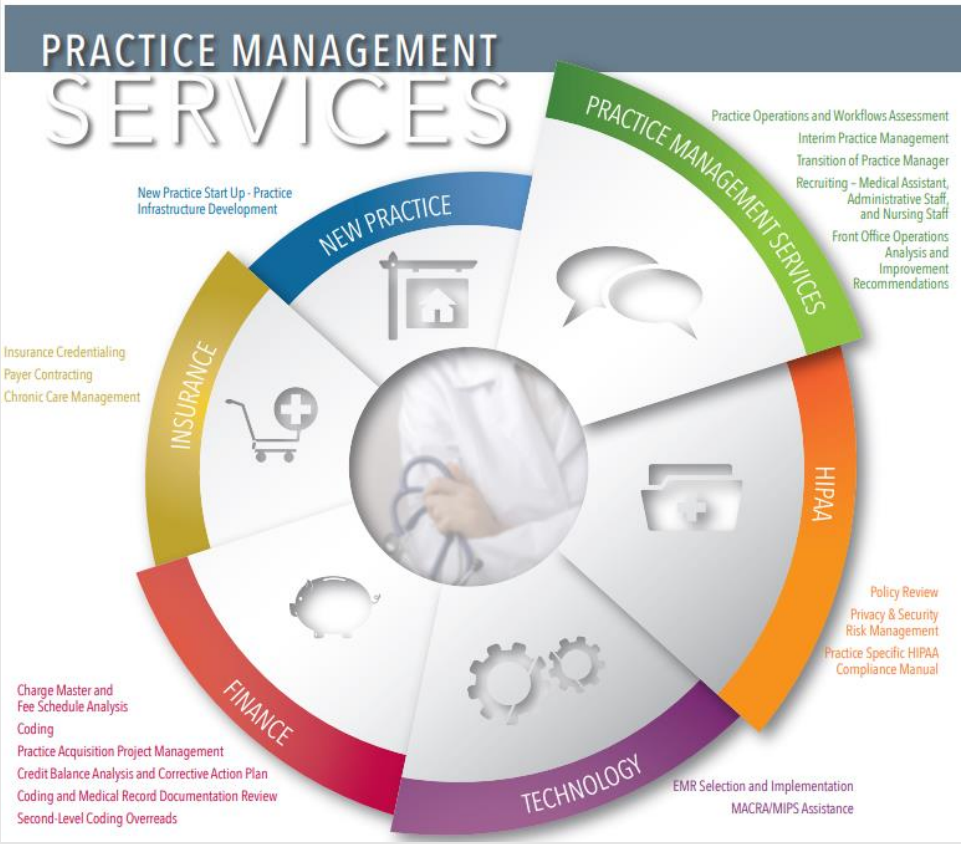 PRACTICE MANAGEMENT
SERVICES
PRACTICE MANAGEMENT SERVICES
Practice Operations and Workflows Assessment
Interim Practice Management
Transition of Practice Manager
Recruiting – Medical Assistant,
Administrative Staff,
and Nursing Staff
Front Office Operations
Analysis and
Improvement
Recommendations
New Practice Start Up - Practice
Infrastructure Development
NEW PRACTICE
INSURANCE
Insurance Credentialing
Payer Contracting
Chronic Care Management
HIPAA
Policy Review
Privacy & Security
Risk Management
Practice Specific HIPAA
Compliance Manual
FINANCE
Charge Master and
Fee Schedule Analysis
Coding
Practice Acquisition Project Management
Credit Balance Analysis and Corrective Action Plan
Coding and Medical Record Documentation Review
Second-Level Coding Overreads
TECHNOLOGY
EMR Selection and Implementation
MACRA/MIPS Assistance